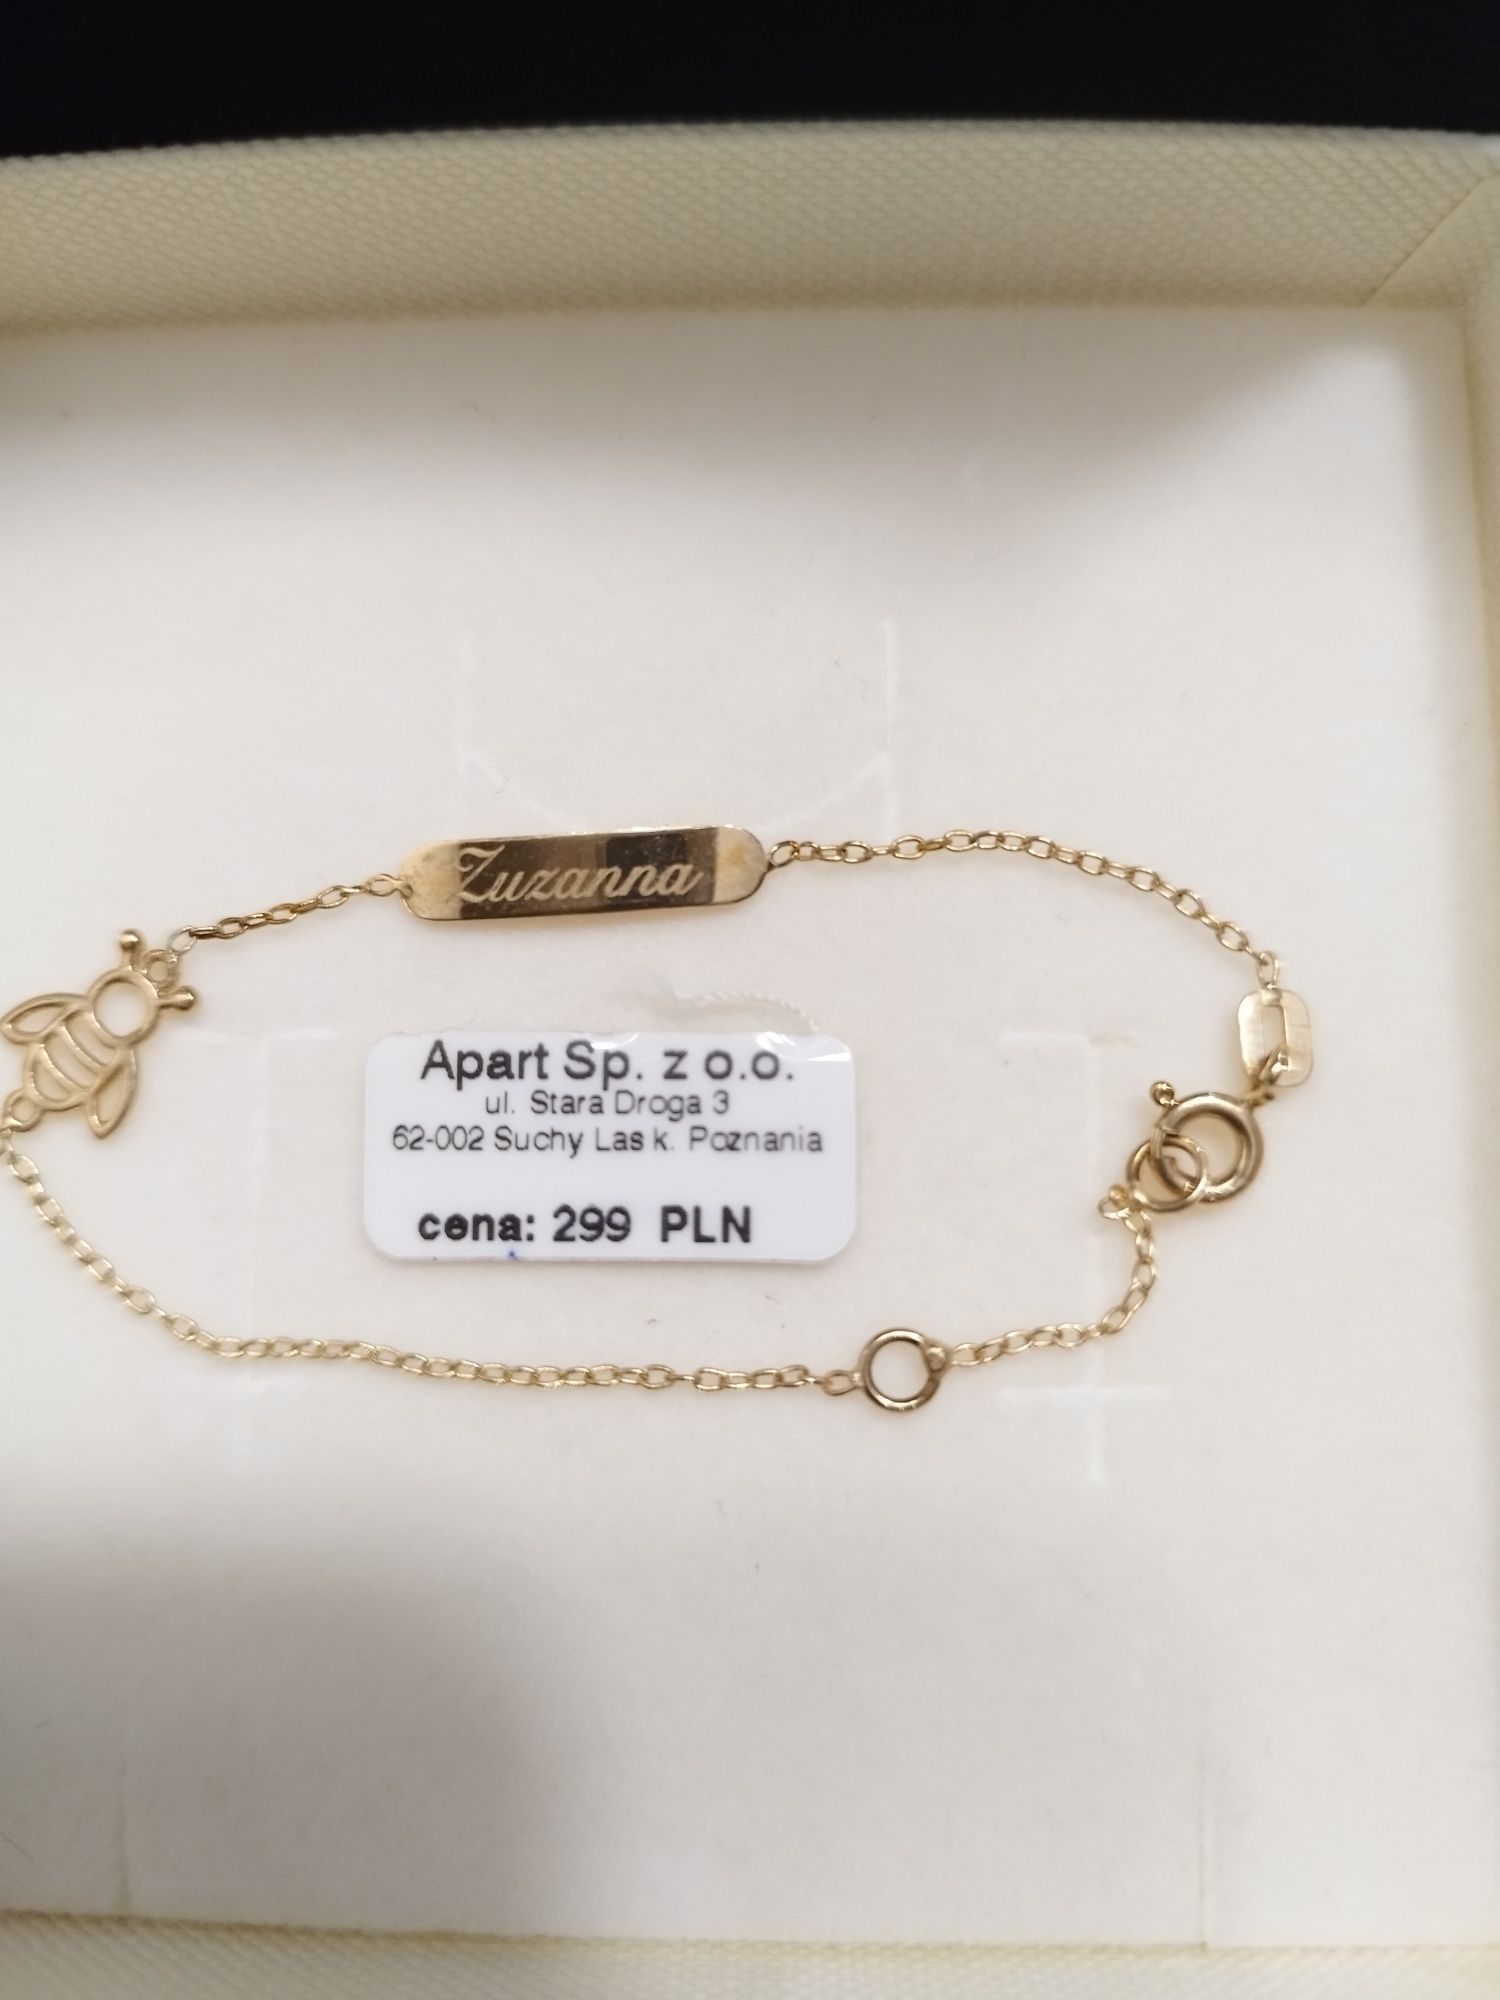 Zuzanna
Apart Sp. z o.o.
ul. Stara Droga 3
62-002 Suchy Las k. Poznania
cena: 299 PLN